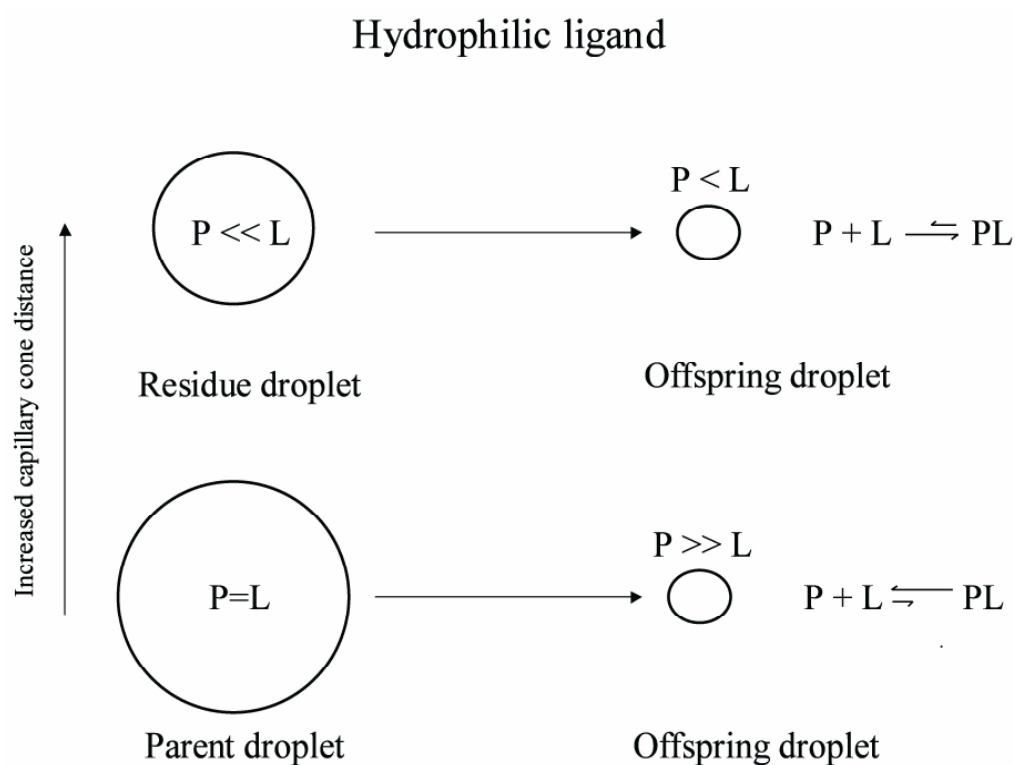 Hydrophilic ligand
P << L
P < L
P + L ⇌ PL
Residue droplet
Offspring droplet
Increased capillary cone distance
P=L
P >> L
P + L ⇌ PL
Parent droplet
Offspring droplet